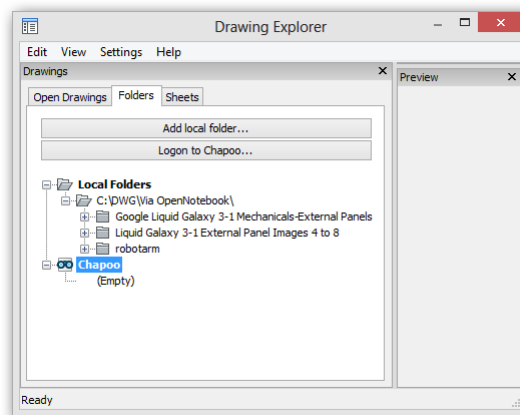 Drawing Explorer
Edit View Settings Help
Drawings
Preview
Open Drawings Folders Sheets
Add local folder...
Logon to Chapoo...
Local Folders
C:\DWG\Via OpenNotebook\
Google Liquid Galaxy 3-1 Mechanicals-External Panels
Liquid Galaxy 3-1 External Panel Images 4 to 8
robotarm
Chapoo
(Empty)
Ready